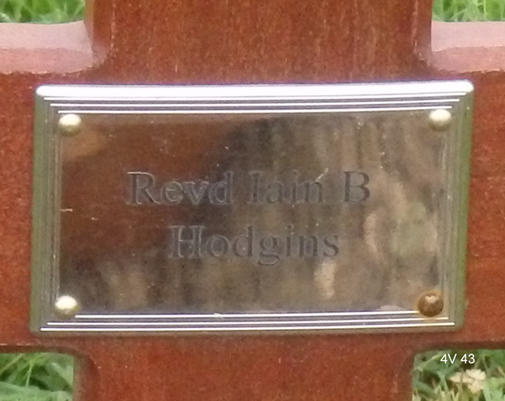 Revd Iain B
Hodgins
4V 43